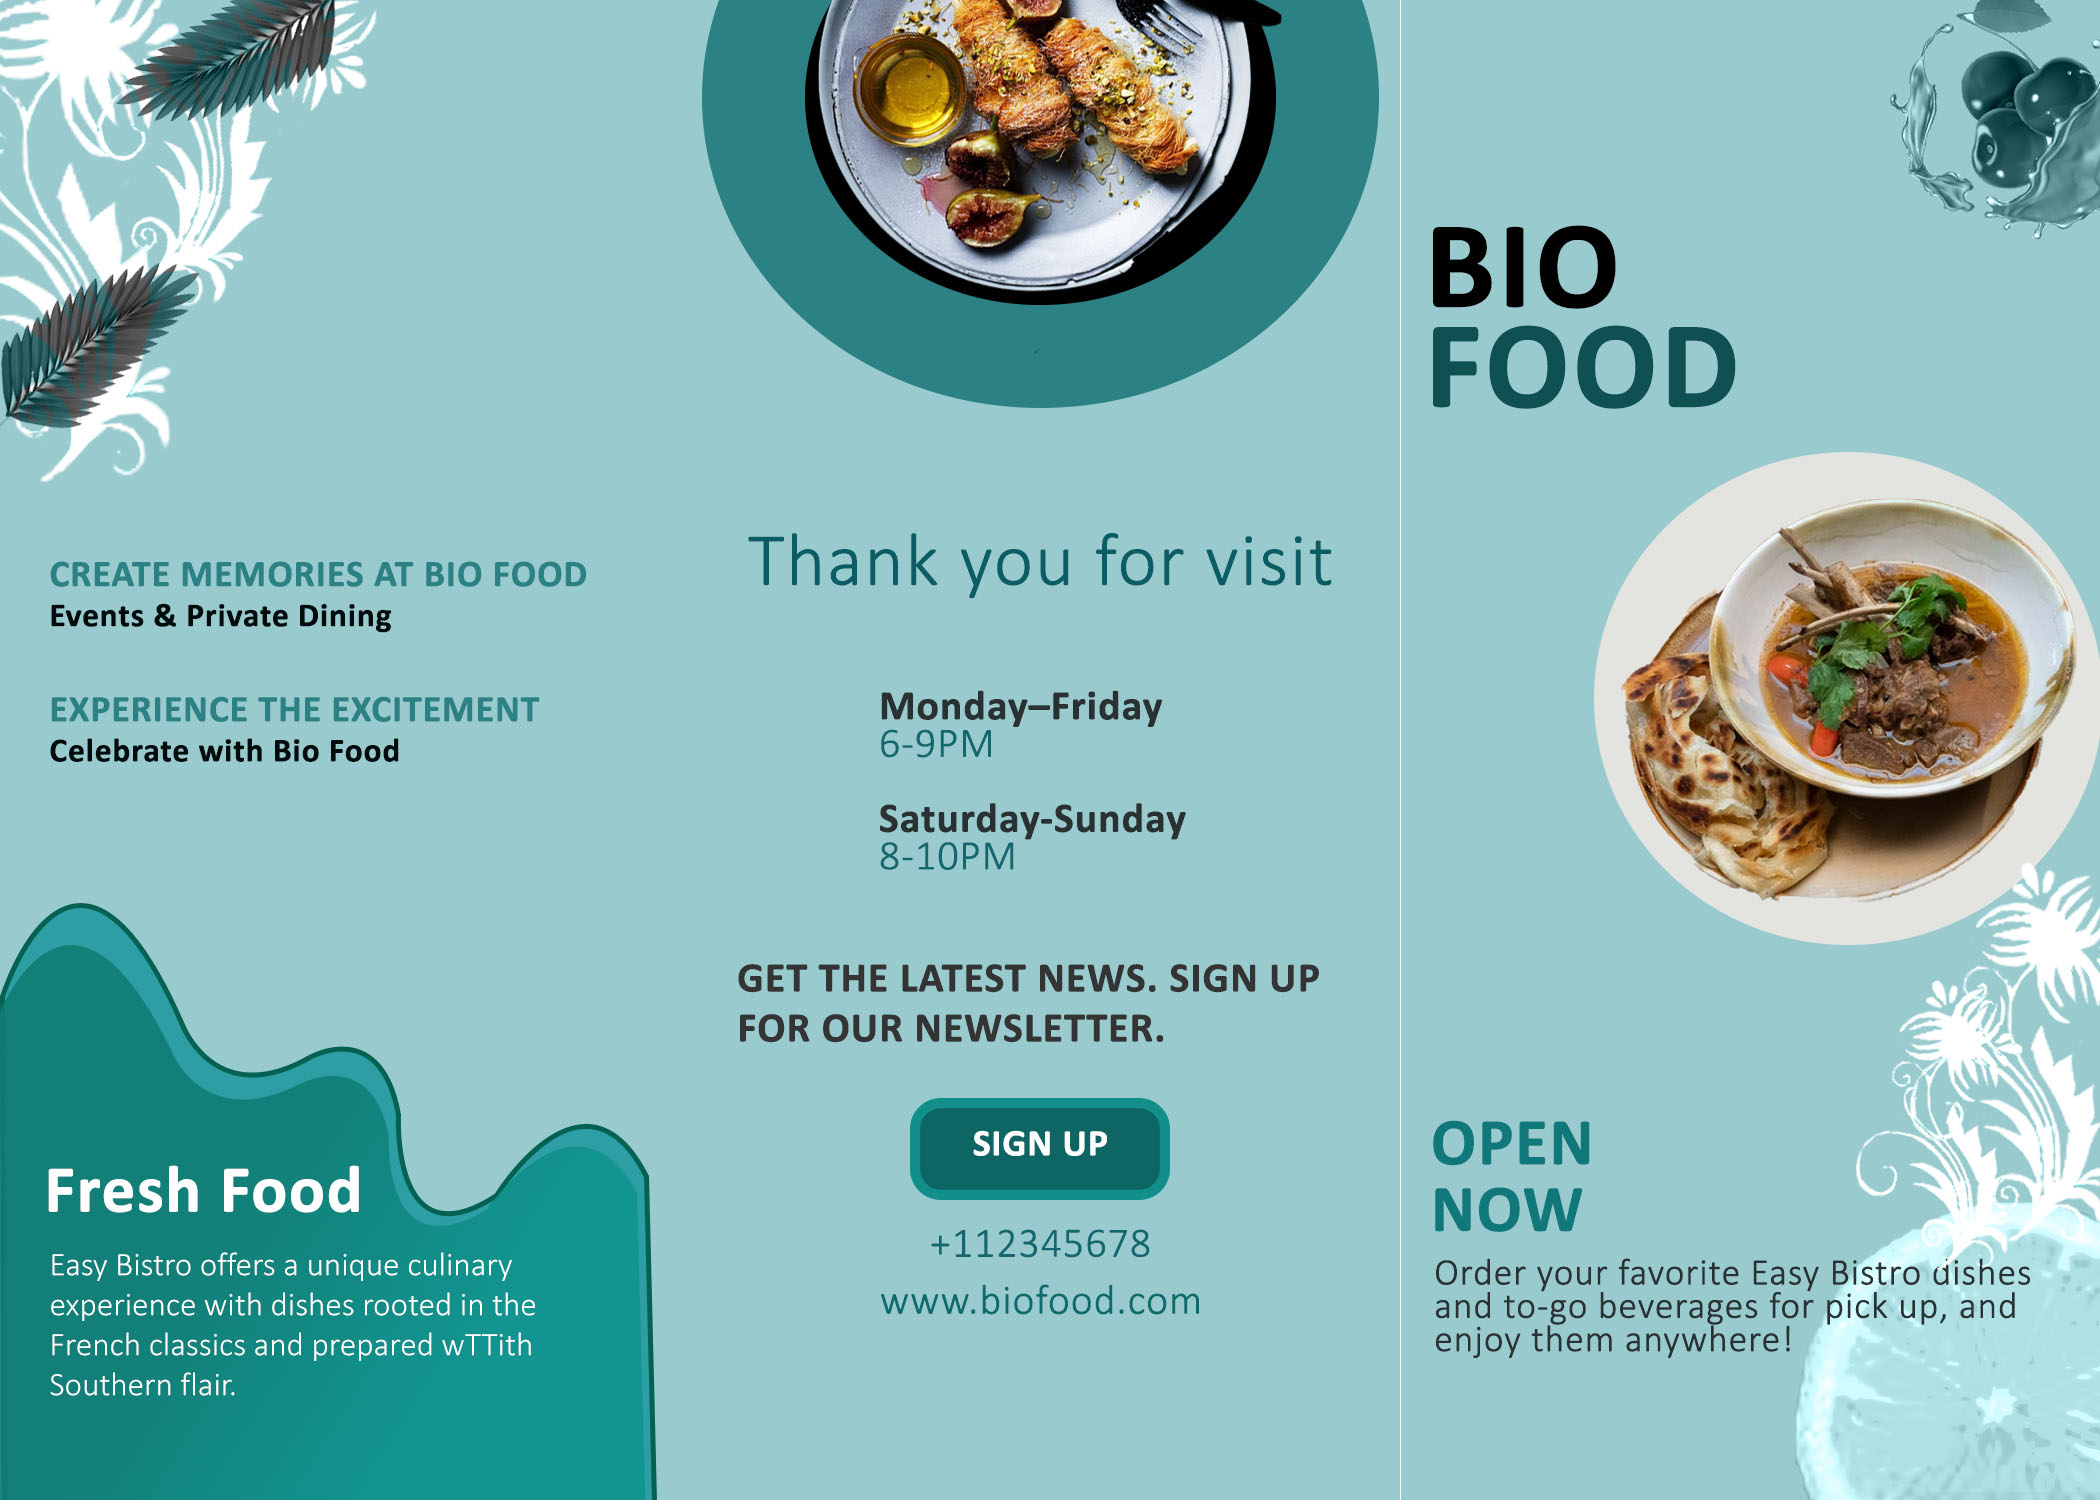 CREATE MEMORIES AT BIO FOOD
Events & Private Dining
EXPERIENCE THE EXCITEMENT
Celebrate with Bio Food
Fresh Food
Easy Bistro offers a unique culinary
experience with dishes rooted in the
French classics and prepared wTTith
Southern flair.
Thank you for visit
Monday–Friday
6-9PM
Saturday-Sunday
8-10PM
GET THE LATEST NEWS. SIGN UP
FOR OUR NEWSLETTER.
SIGN UP
+112345678
www.biofood.com
BIO
FOOD
OPEN
NOW
Order your favorite Easy Bistro dishes
and to-go beverages for pick up, and
enjoy them anywhere!